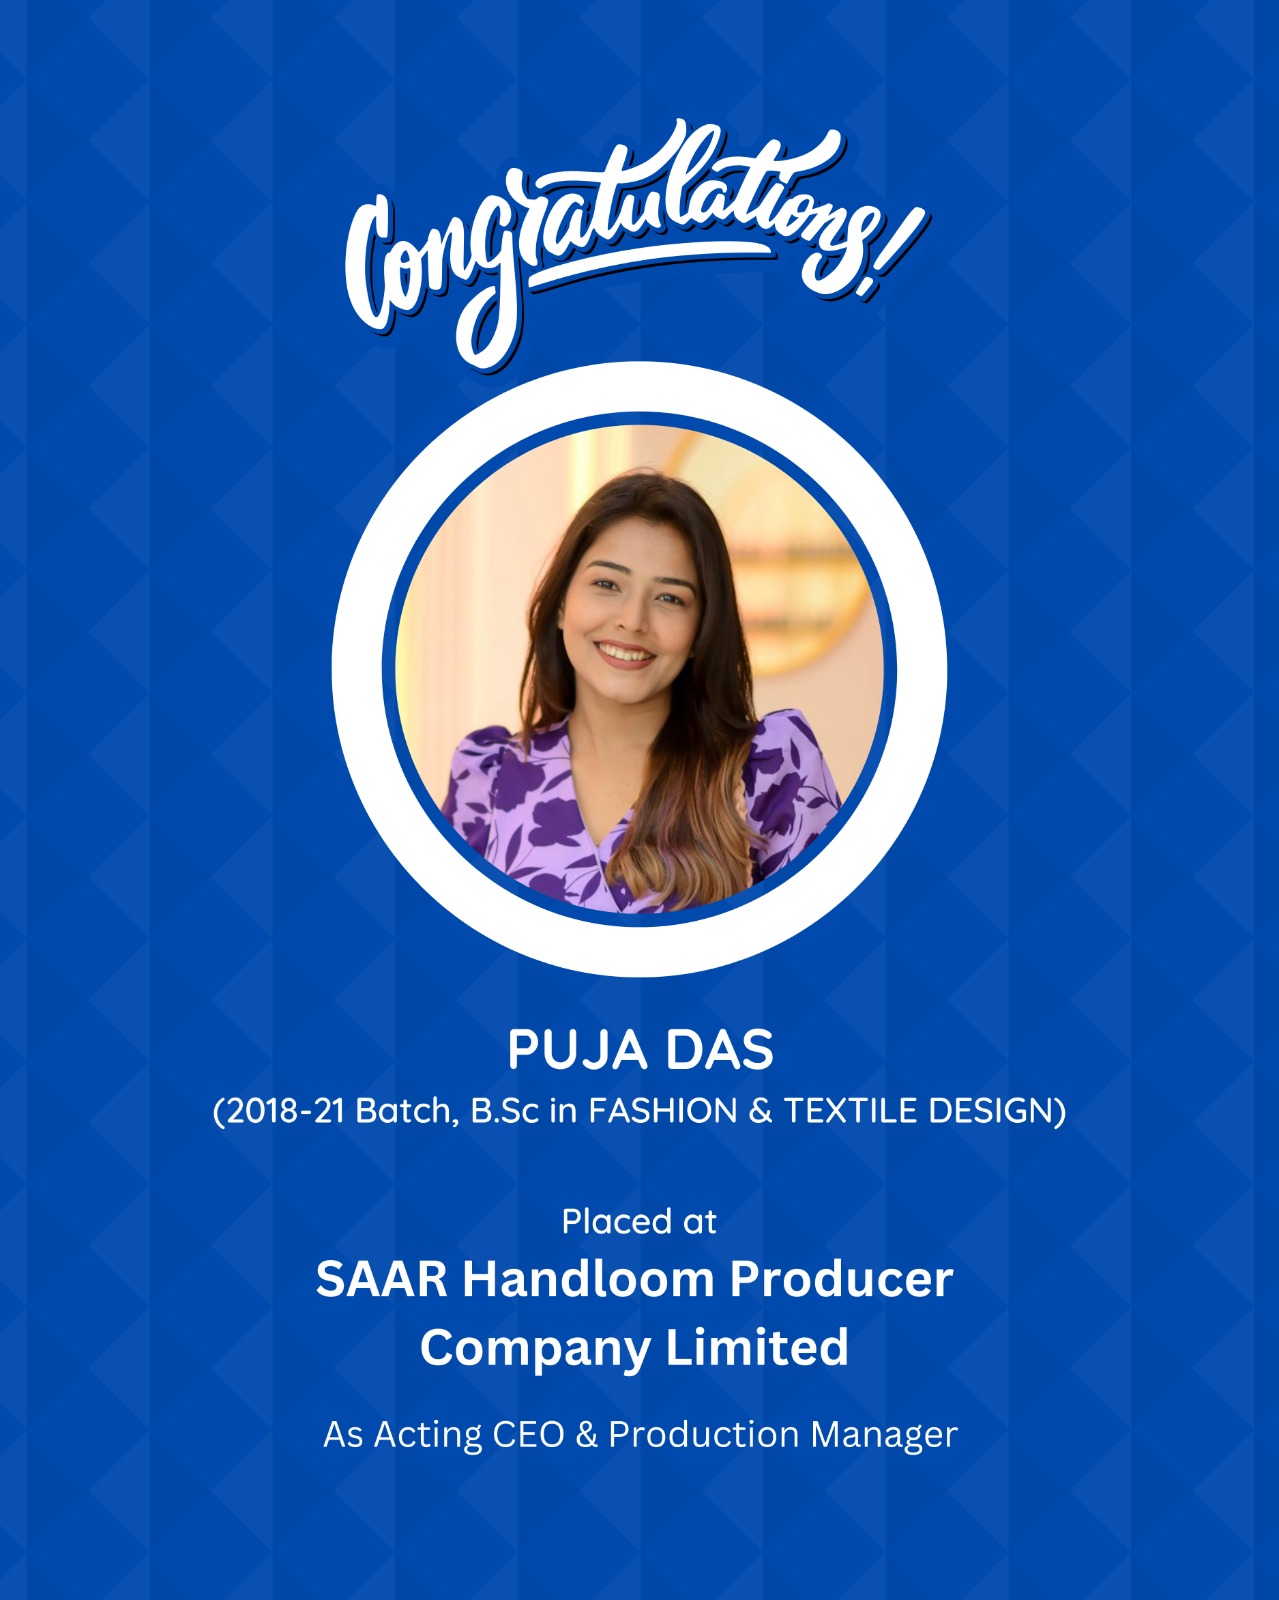 Congratulations!
PUJA DAS
(2018-21 Batch, B.Sc in FASHION & TEXTILE DESIGN)
Placed at
SAAR Handloom Producer
Company Limited
As Acting CEO & Production Manager